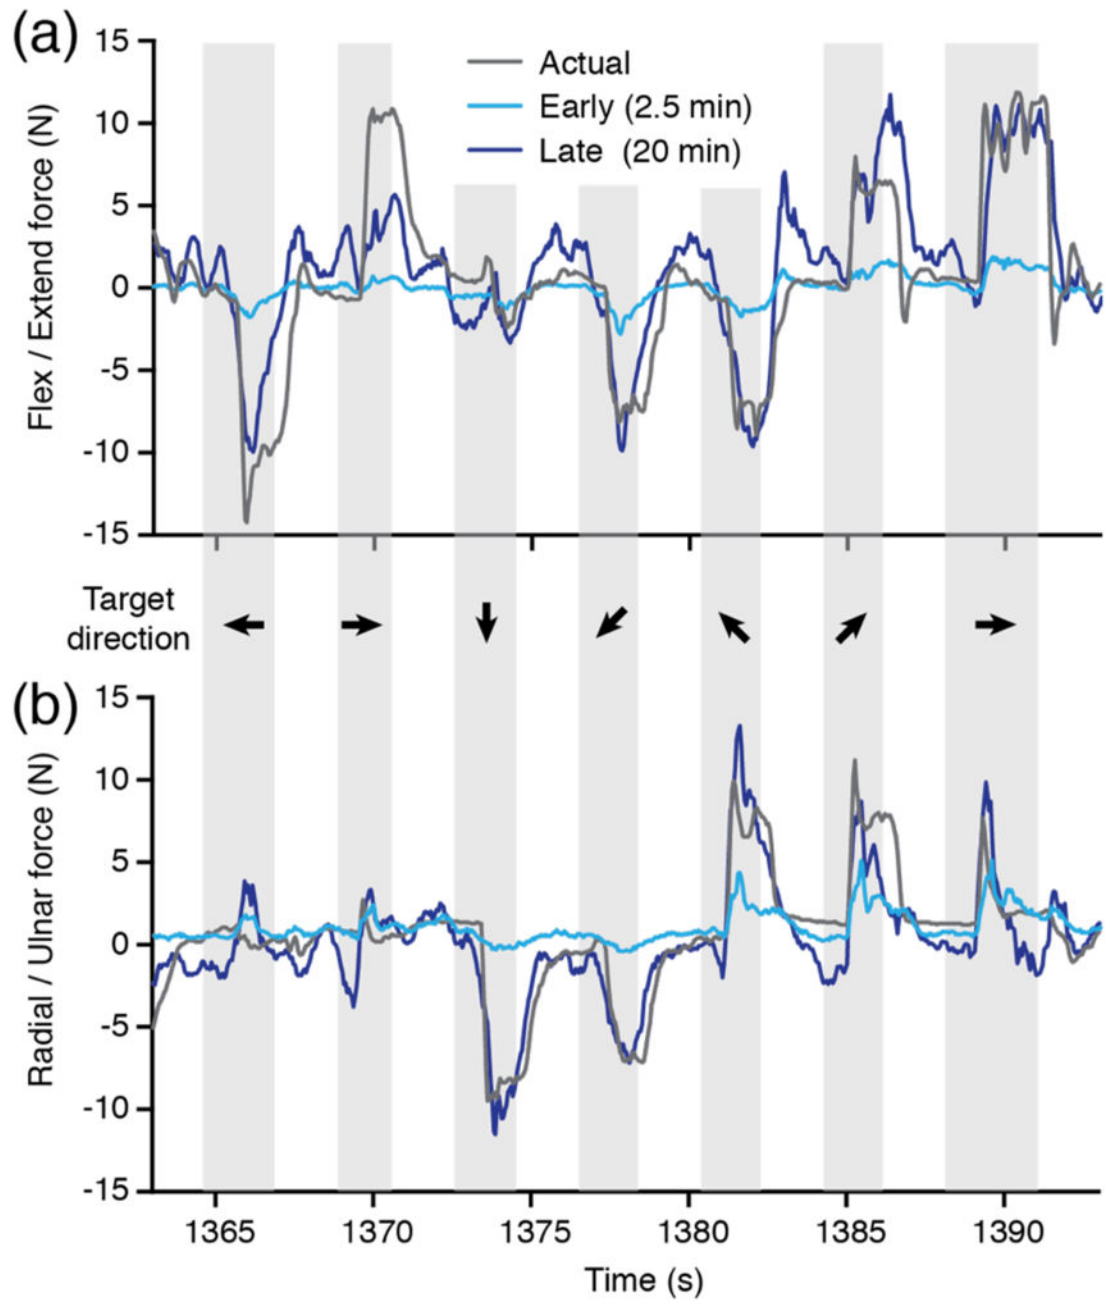 (a)
15
10
5
0
-5
-10
-15
Flex / Extend force (N)
Actual
Early (2.5 min)
Late (20 min)
Target
direction
(b)
15
10
5
0
-5
-10
-15
Radial / Ulnar force (N)
1365 1370 1375 1380 1385 1390
Time (s)